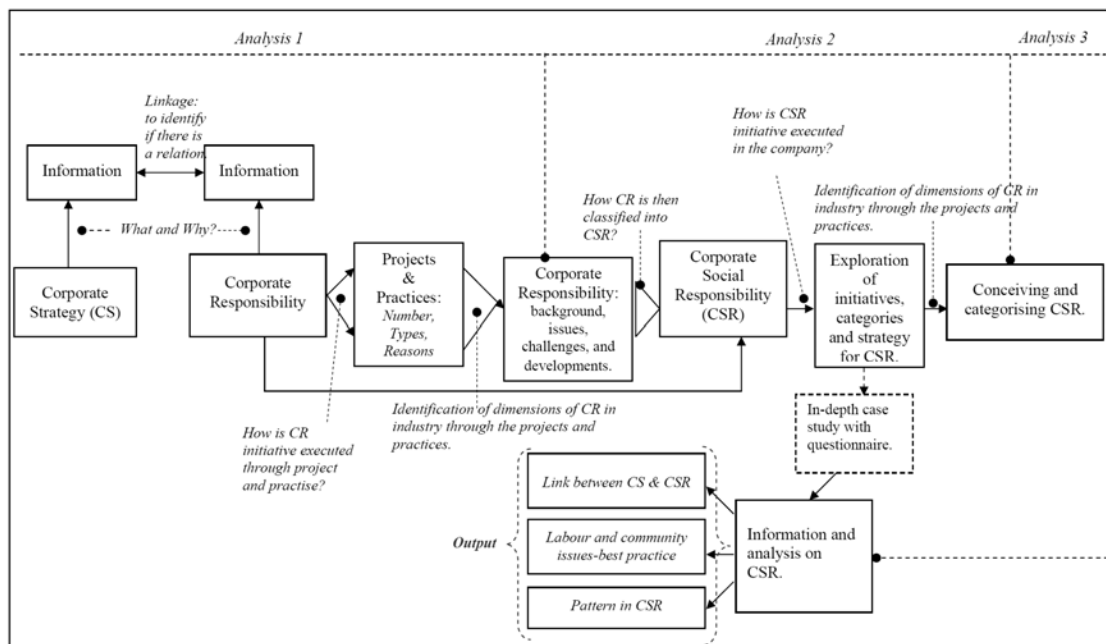 Analysis 1
Analysis 2
Analysis 3
Linkage:
to identify
if there is
a relation.
Information
Information
What and Why?
Corporate
Strategy (CS)
Corporate
Responsibility
Projects
&
Practices:
Number,
Types,
Reasons
How is CR
initiative executed
through project
and practise?
Identification of dimensions of CR in
industry through the projects and
practices.
Corporate
Responsibility:
background,
issues,
challenges, and
developments.
How CR is then
classified into
CSR?
Corporate
Social
Responsibility
(CSR)
How is CSR
initiative executed
in the company?
Exploration of
initiatives,
categories
and strategy
for CSR.
Identification of dimensions of CR in
industry through the projects and
practices.
Conceiving and
categorising CSR.
In-depth case
study with
questionnaire.
Information and
analysis on
CSR.
Output
Link between CS & CSR
Labour and community
issues-best practice
Pattern in CSR